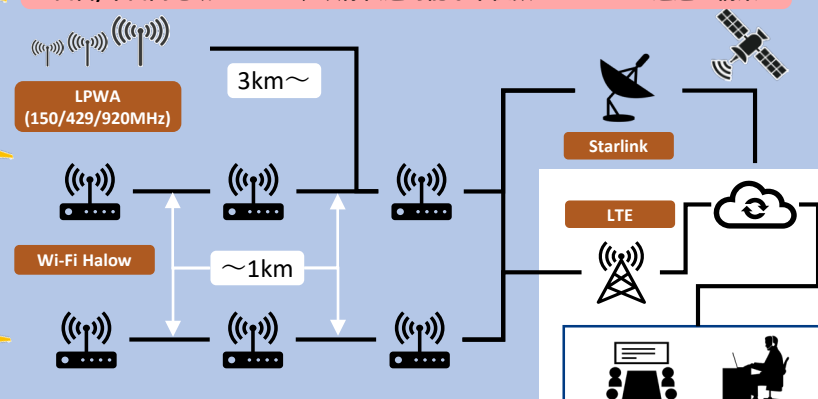 3km～
LPWA
(150/429/920MHz)
Starlink
LTE
Wi-Fi Halow
～1km